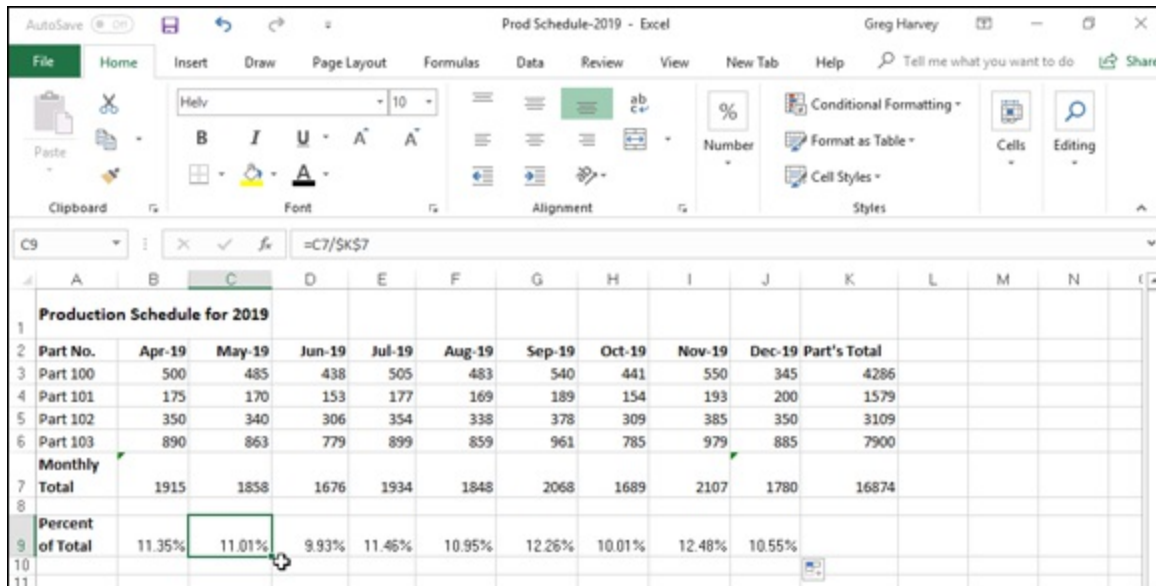 AutoSave Off Prod Schedule-2019 - Excel Greg Harvey
File Home Insert Draw Page Layout Formulas Data Review View New Tab Help Tell me what you want to do Share
Paste
Helv 10
B I U A A
A
ab
%
Number
Conditional Formatting
Format as Table
Cell Styles
Cells
Editing
Clipboard Font Alignment Styles
C9 fx =C7/$K$7
A B C D E F G H I J K L M N
1 Production Schedule for 2019
2 Part No. Apr-19 May-19 Jun-19 Jul-19 Aug-19 Sep-19 Oct-19 Nov-19 Dec-19 Part's Total
3 Part 100 500 485 438 505 483 540 441 550 345 4286
4 Part 101 175 170 153 177 169 189 154 193 200 1579
5 Part 102 350 340 306 354 338 378 309 385 350 3109
6 Part 103 890 863 779 899 859 961 785 979 885 7900
Monthly
7 Total 1915 1858 1676 1934 1848 2068 1689 2107 1780 16874
8
Percent
9 of Total 11.35% 11.01% 9.93% 11.46% 10.95% 12.26% 10.01% 12.48% 10.55%
10
11